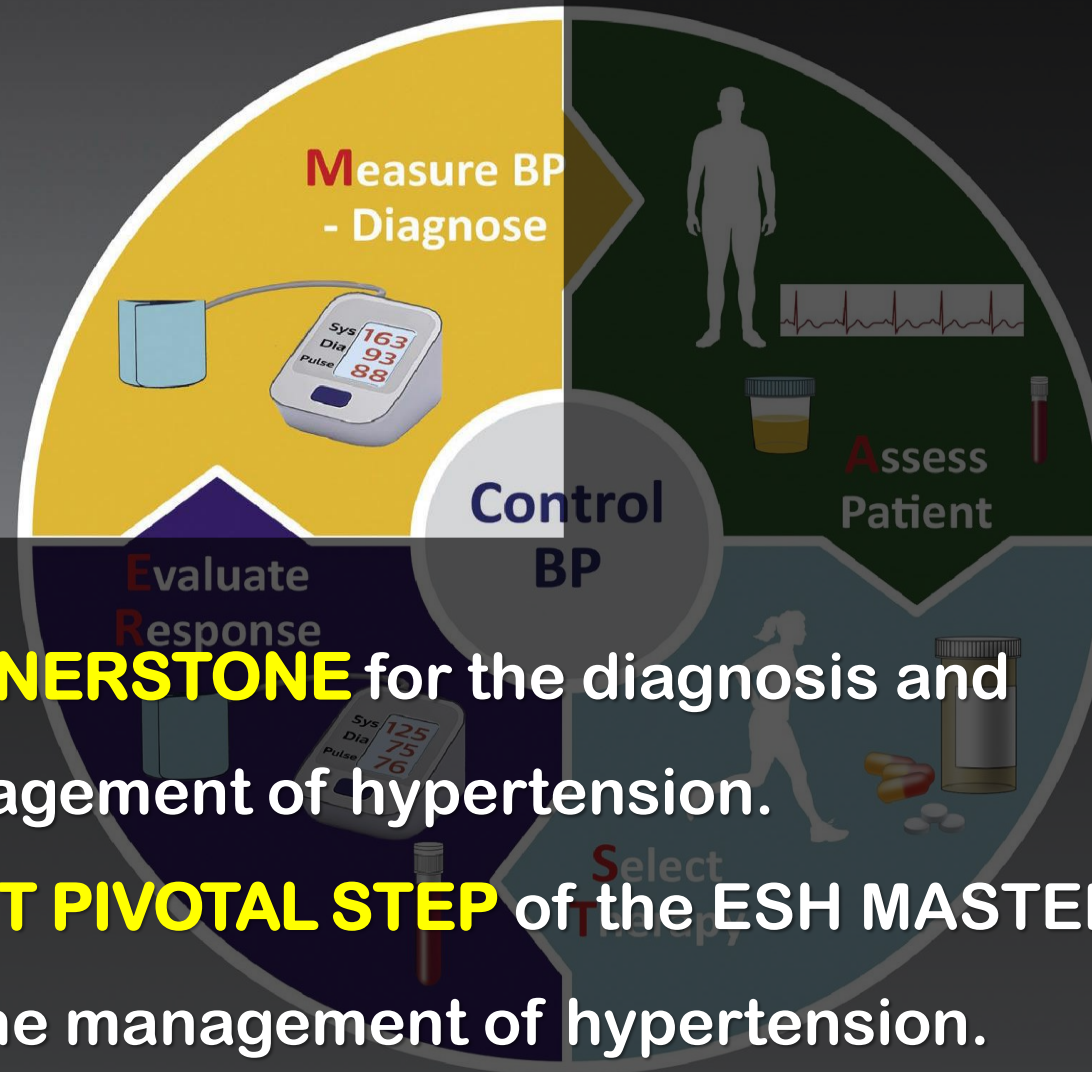 Measure BP
- Diagnose
Sys 163
Dia 93
Pulse 88
Assess
Patient
Control
BP
Evaluate
Response
NERSTONE for the diagnosis and
Sys 125
Dia 75
Pulse 76
agement of hypertension.
Select
Therapy
T PIVOTAL STEP of the ESH MASTE
ne management of hypertension.